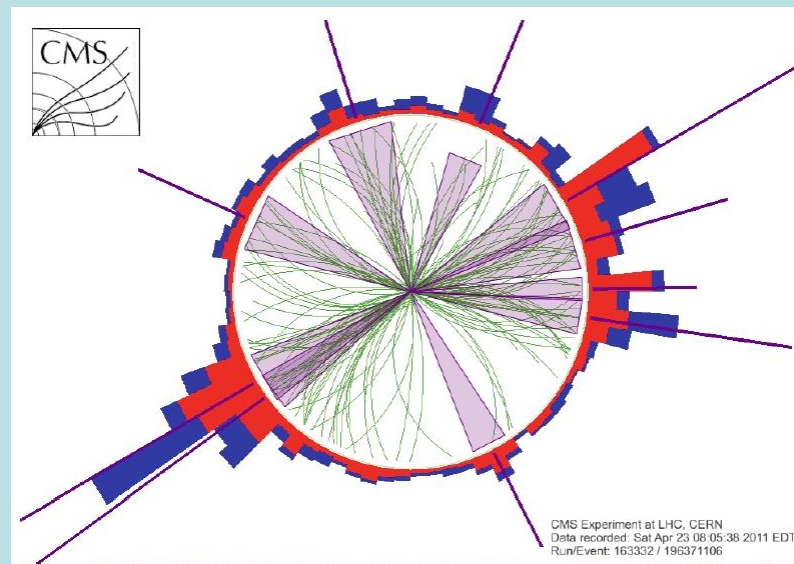 CMS
CMS Experiment at LHC, CERN
Data recorded: Sat Apr 23 08:05:38 2011 EDT
Run/Event: 163332 / 196371106